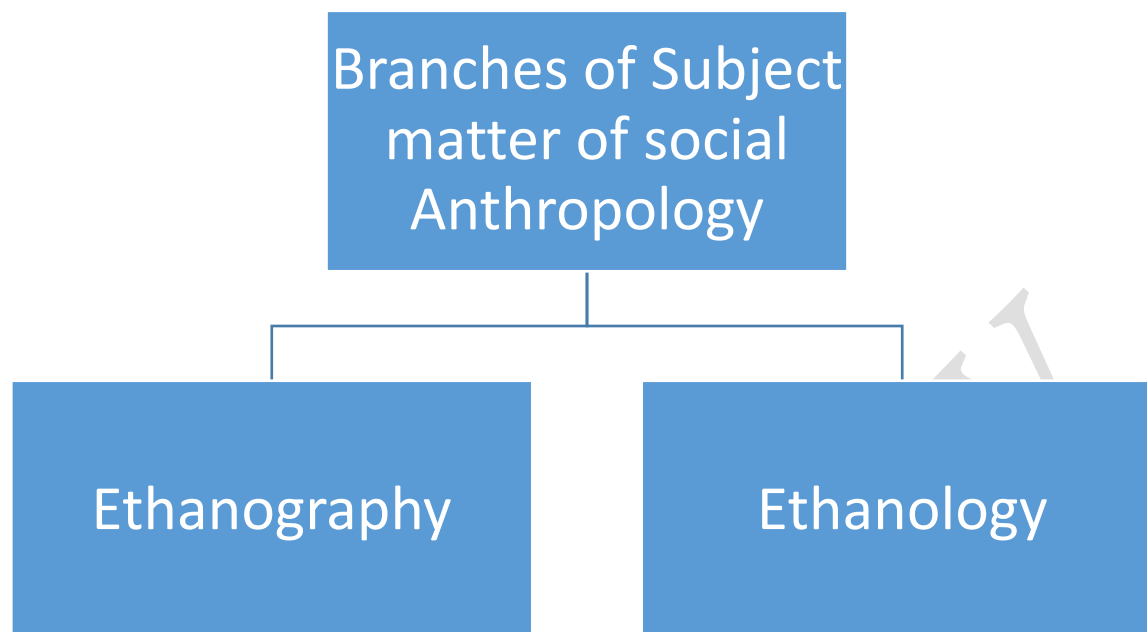 Branches of Subject
matter of social
Anthropology
Ethanography
Ethanology